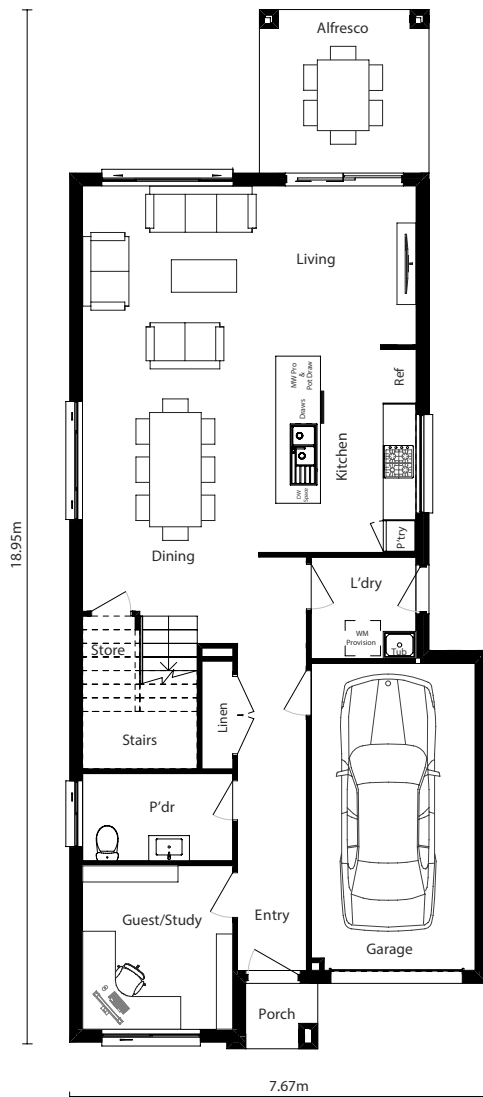 Alfresco
Living
MW Pro
&
Pot Draw
Ref
Draws
Kitchen
DW
Space
P'try
Dining
18.95m
L'dry
WM
Provision
Tub
Store
Linen
Stairs
P'dr
Guest/Study
Entry
Garage
Porch
7.67m